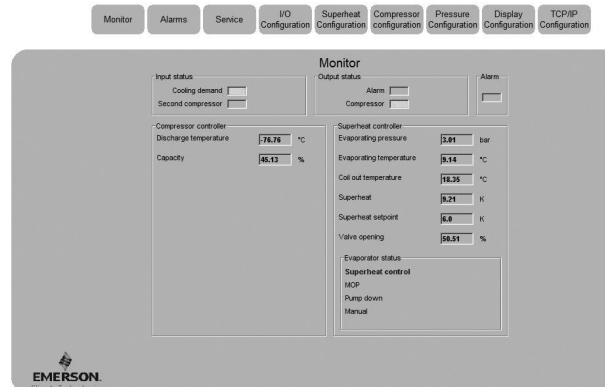 Monitor
Alarms
Service
I/O
Configuration
Superheat
Configuration
Compressor
configuration
Pressure
Configuration
Display
Configuration
TCP/IP
Configuration
Monitor
Input status
Cooling demand
Second compressor
Output status
Alarm
Compressor
Alarm
Compressor controller
Discharge temperature -76.76 °C
Capacity 45.13 %
Superheat controller
Evaporating pressure 3.01 bar
Evaporating temperature 9.14 °C
Coil out temperature 18.35 °C
Superheat 9.21 K
Superheat setpoint 6.0 K
Valve opening 50.51 %
Evaporator status
Superheat control
MOP
Pump down
Manual
EMERSON.